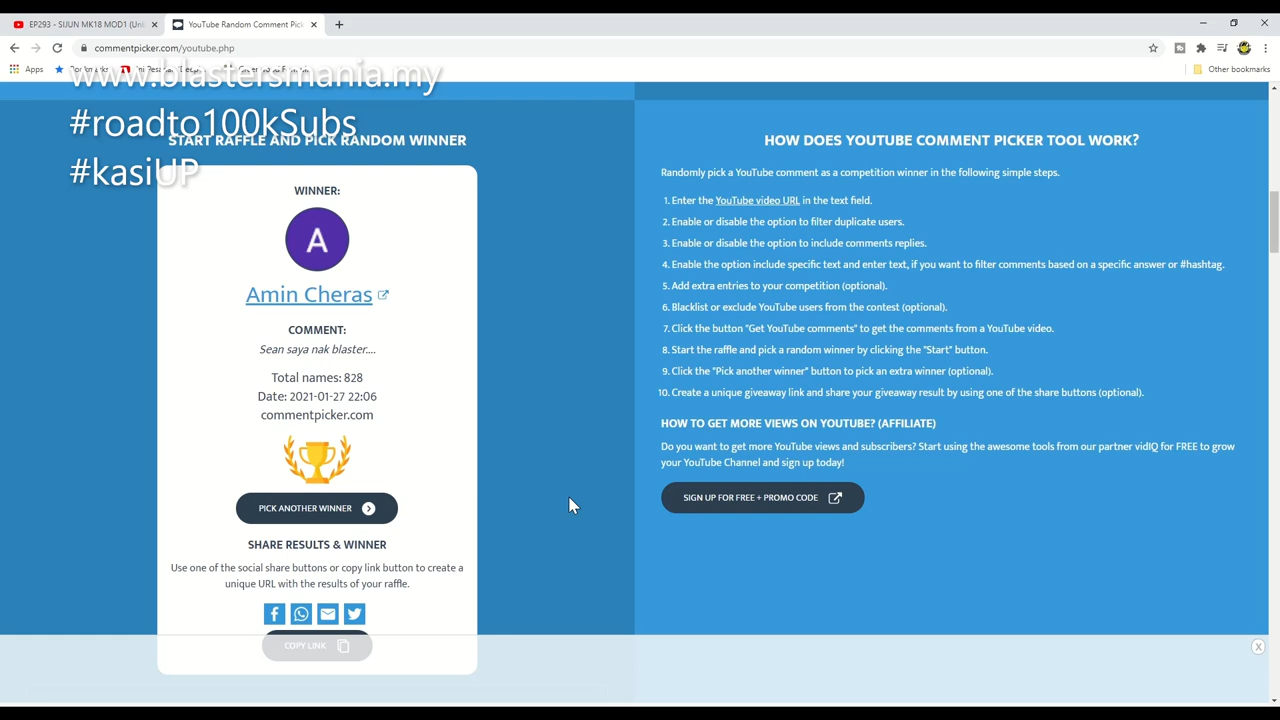 EP293 - SIJUN MK18 MOD1 (Unb
YouTube Random Comment Pick
commentpicker.com/youtube.php
Apps
Other bookmarks
www.blastersmania.my
#roadto100kSubs
#kasiUP
START RAFFLE AND PICK RANDOM WINNER
WINNER:
A
Amin Cheras
COMMENT:
Sean saya nak blaster....
Total names: 828
Date: 2021-01-27 22:06
commentpicker.com
PICK ANOTHER WINNER
SHARE RESULTS & WINNER
Use one of the social share buttons or copy link button to create a
unique URL with the results of your raffle.
COPY LINK
HOW DOES YOUTUBE COMMENT PICKER TOOL WORK?
Randomly pick a YouTube comment as a competition winner in the following simple steps.
1. Enter the YouTube video URL in the text field.
2. Enable or disable the option to filter duplicate users.
3. Enable or disable the option to include comments replies.
4. Enable the option include specific text and enter text, if you want to filter comments based on a specific answer or #hashtag.
5. Add extra entries to your competition (optional).
6. Blacklist or exclude YouTube users from the contest (optional).
7. Click the button "Get YouTube comments" to get the comments from a YouTube video.
8. Start the raffle and pick a random winner by clicking the "Start" button.
9. Click the "Pick another winner" button to pick an extra winner (optional).
10. Create a unique giveaway link and share your giveaway result by using one of the share buttons (optional).
HOW TO GET MORE VIEWS ON YOUTUBE? (AFFILIATE)
Do you want to get more YouTube views and subscribers? Start using the awesome tools from our partner vidIQ for FREE to grow
your YouTube Channel and sign up today!
SIGN UP FOR FREE + PROMO CODE
X